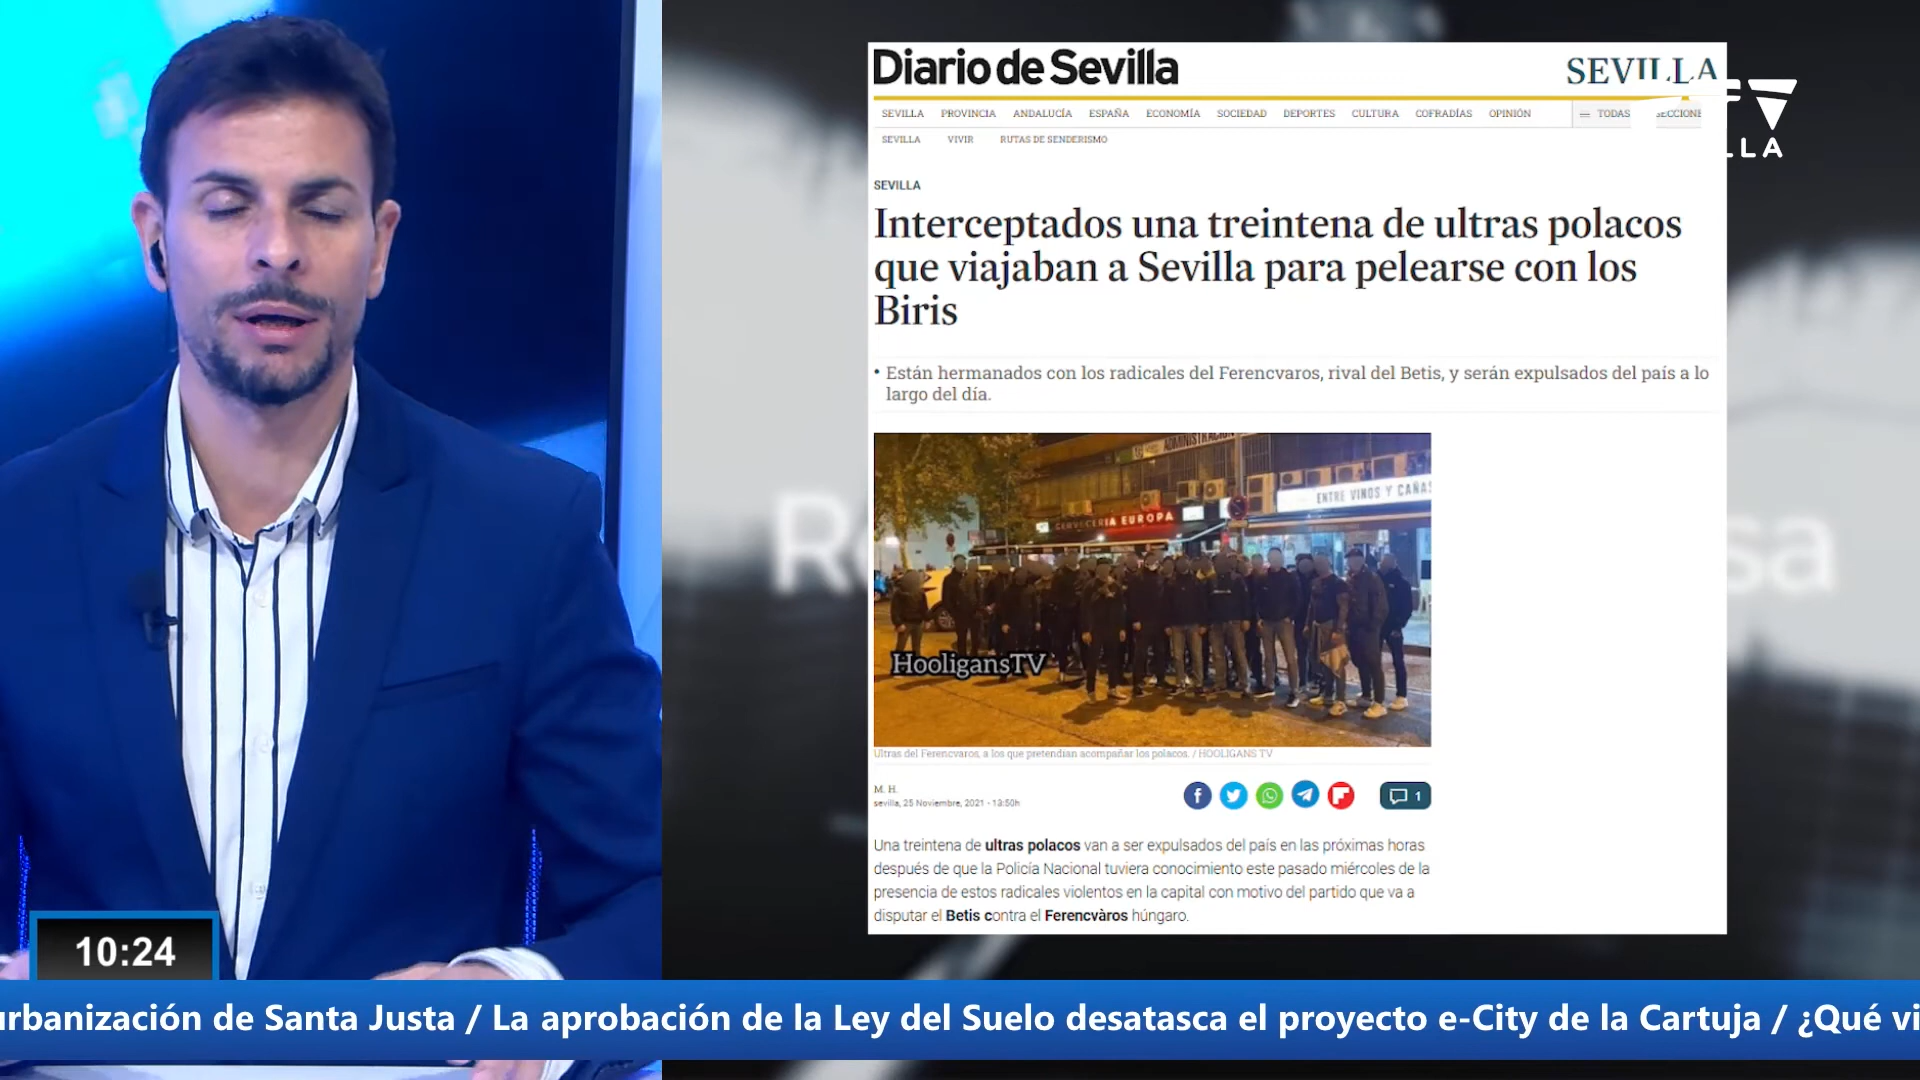 Diario de Sevilla
SEVILLA
SEVILLA PROVINCIA ANDALUCÍA ESPAÑA ECONOMÍA SOCIEDAD DEPORTES CULTURA COFRADÍAS OPINIÓN TODAS
SEVILLA VIVIR RUTAS DE SENDERISMO
LLA
SEVILLA
Interceptados una treintena de ultras polacos
que viajaban a Sevilla para pelearse con los
Biris
• Están hermanados con los radicales del Ferencvaros, rival del Betis, y serán expulsados del país a lo
largo del día.
ADMINISTRACION
ENTRE VINOS Y CAÑAS
CERVECERIA EUROPA
HooligansTV
Ultras del Ferencvaros, a los que pretendían acompañar los polacos. / HOOLIGANS TV
M. H.
sevilla, 25 Noviembre, 2021 - 13:50h
1
Una treintena de ultras polacos van a ser expulsados del país en las próximas horas
después de que la Policía Nacional tuviera conocimiento este pasado miércoles de la
presencia de estos radicales violentos en la capital con motivo del partido que va a
disputar el Betis contra el Ferencvàros húngaro.
10:24
urbanización de Santa Justa / La aprobación de la Ley del Suelo desatasca el proyecto e-City de la Cartuja / ¿Qué vi